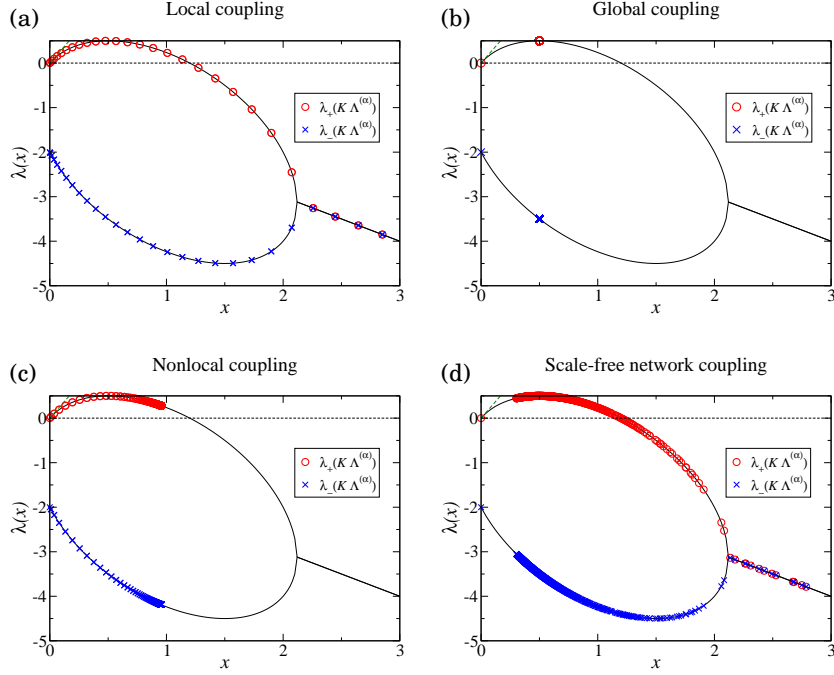 (a)
Local coupling
0
-1
-2
-3
-4
-5
λ(x)
0
1
2
3
x
λ₊(K Λ^(α))
λ₋(K Λ^(α))
(b)
Global coupling
0
-1
-2
-3
-4
-5
λ(x)
0
1
2
3
x
λ₊(K Λ^(α))
λ₋(K Λ^(α))
(c)
Nonlocal coupling
0
-1
-2
-3
-4
-5
λ(x)
0
1
2
3
x
λ₊(K Λ^(α))
λ₋(K Λ^(α))
(d)
Scale-free network coupling
0
-1
-2
-3
-4
-5
λ(x)
0
1
2
3
x
λ₊(K Λ^(α))
λ₋(K Λ^(α))